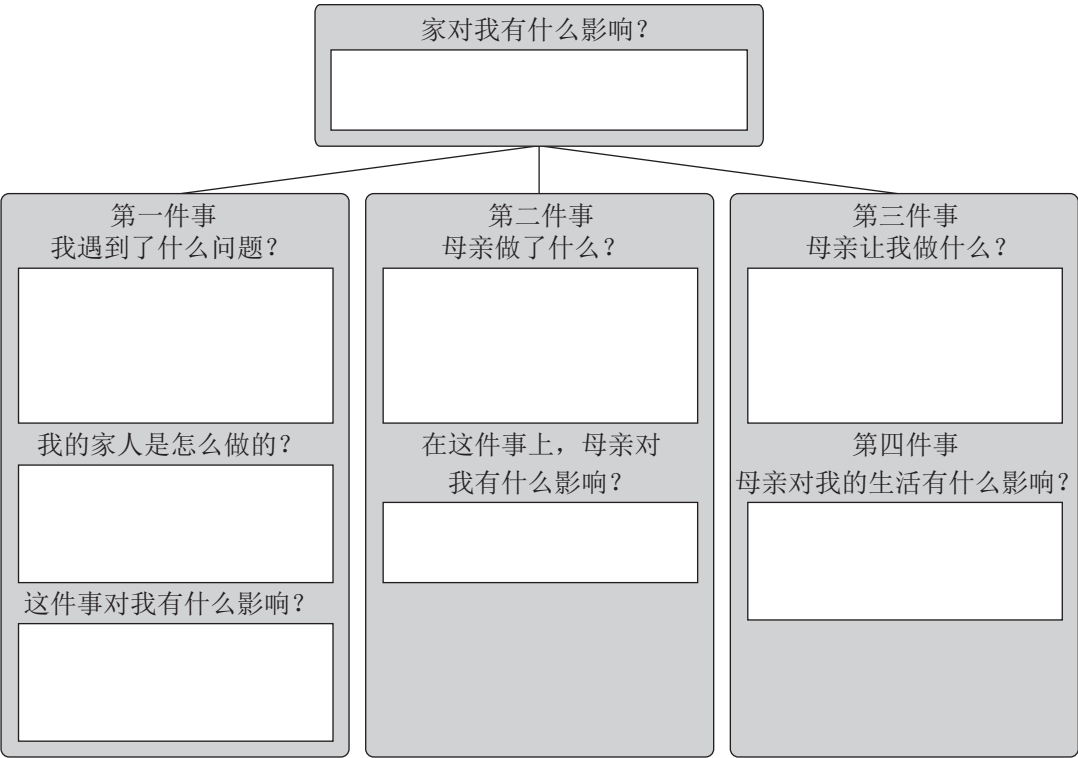 家对我有什么影响？
第一件事
我遇到了什么问题？
我的家人是怎么做的？
这件事对我有什么影响？
第二件事
母亲做了什么？
在这件事上，母亲对
我有什么影响？
第三件事
母亲让我做什么？
第四件事
母亲对我的生活有什么影响？